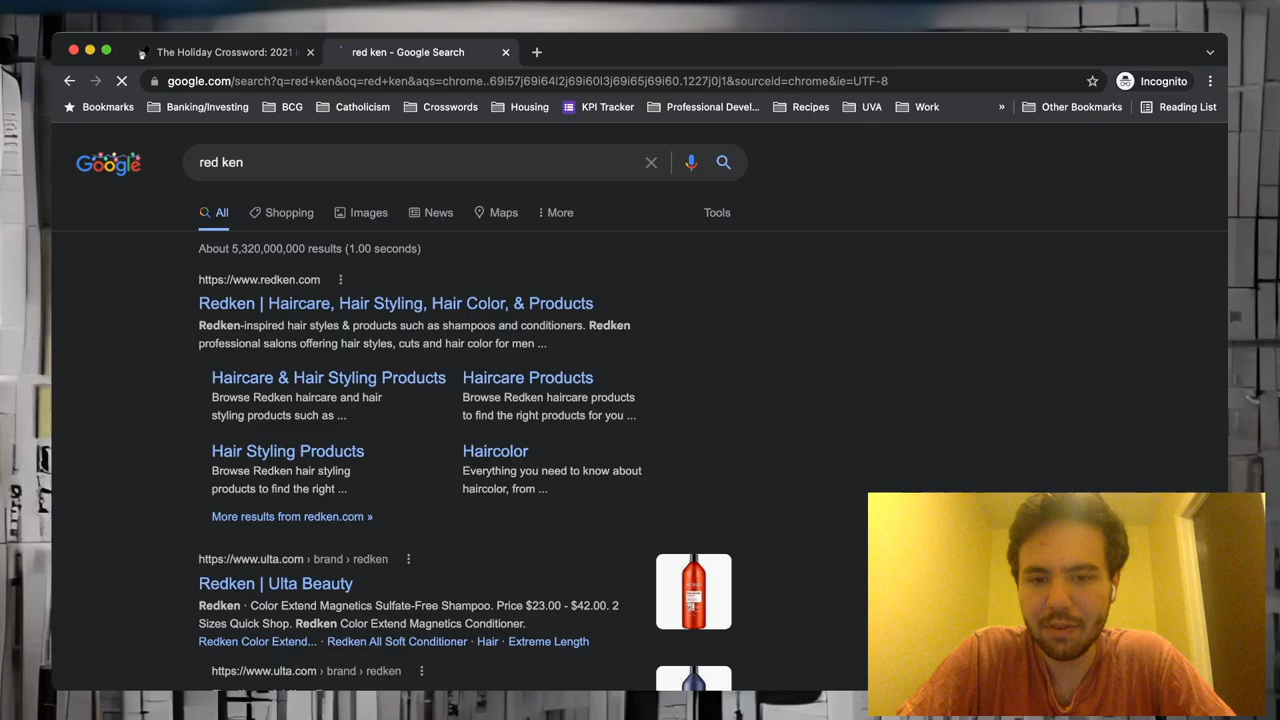 The Holiday Crossword: 2021
red ken - Google Search
google.com/search?q=red+ken&oq=red+ken&aqs=chrome..69i57j69i64l2j69i60l3j69i65j69i60.1227j0j1&sourceid=chrome&ie=UTF-8
Incognito
Bookmarks
Banking/Investing
BCG
Catholicism
Crosswords
Housing
KPI Tracker
Professional Devel...
Recipes
UVA
Work
»
Other Bookmarks
Reading List
Google
red ken
All
Shopping
Images
News
Maps
More
Tools
About 5,320,000,000 results (1.00 seconds)
https://www.redken.com
Redken | Haircare, Hair Styling, Hair Color, & Products
Redken-inspired hair styles & products such as shampoos and conditioners. Redken
professional salons offering hair styles, cuts and hair color for men ...
Haircare & Hair Styling Products
Browse Redken haircare and hair
styling products such as ...
Haircare Products
Browse Redken haircare products
to find the right products for you ...
Hair Styling Products
Browse Redken hair styling
products to find the right ...
Haircolor
Everything you need to know about
haircolor, from ...
More results from redken.com »
https://www.ulta.com › brand › redken
Redken | Ulta Beauty
Redken · Color Extend Magnetics Sulfate-Free Shampoo. Price $23.00 - $42.00. 2
Sizes Quick Shop. Redken Color Extend Magnetics Conditioner.
Redken Color Extend... · Redken All Soft Conditioner · Hair · Extreme Length
https://www.ulta.com › brand › redken